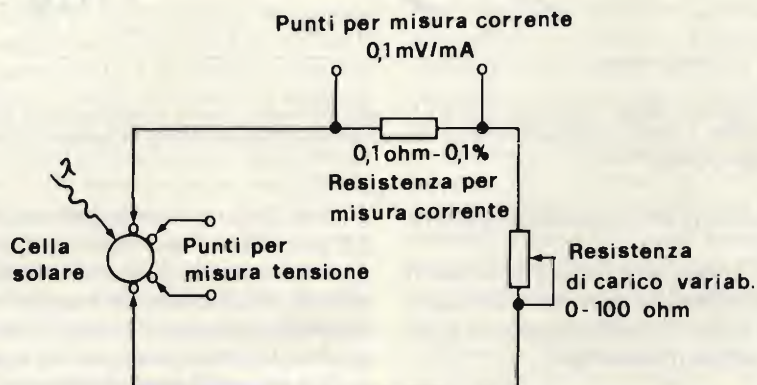 Punti per misura corrente
0,1 mV/mA
0,1 ohm - 0,1%
Resistenza per
misura corrente
λ
Cella
solare
Punti per
misura tensione
Resistenza
di carico variab.
0-100 ohm